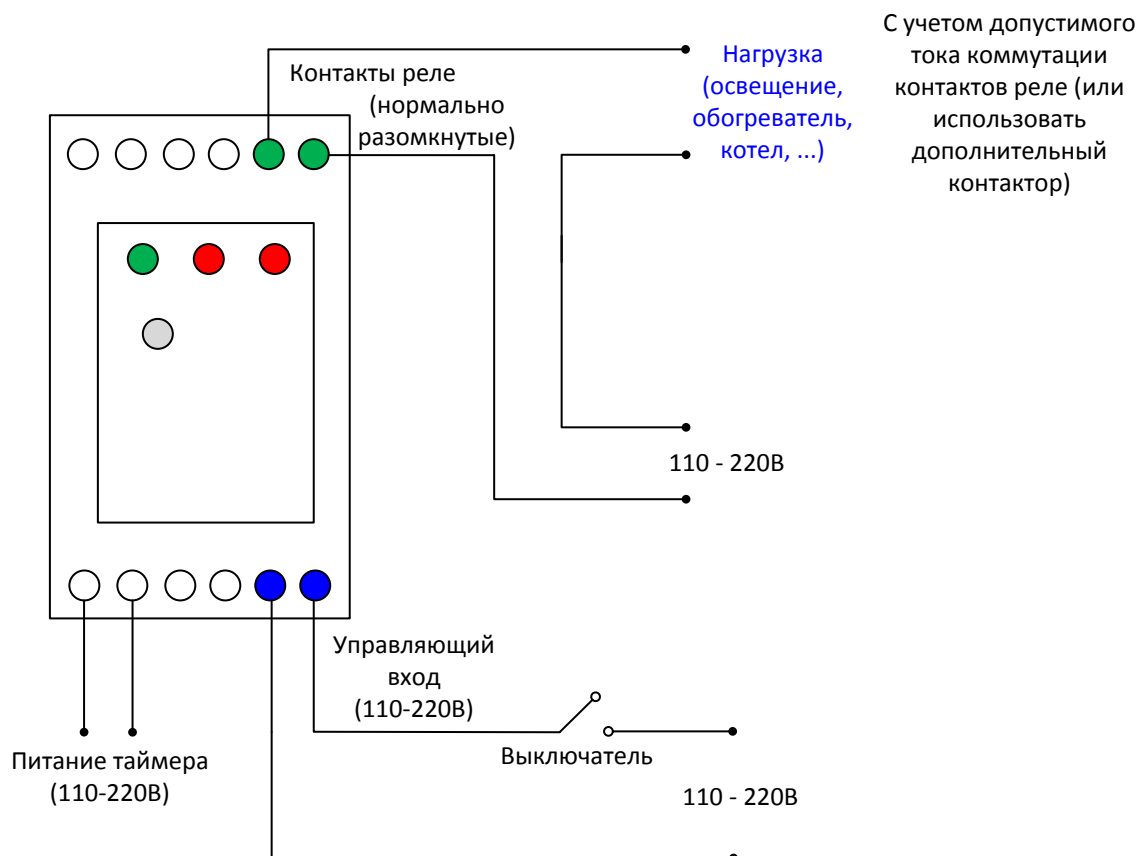 С учетом допустимого
тока коммутации
контактов реле (или
использовать
дополнительный
контактор)
Нагрузка
(освещение,
обогреватель,
котел, ...)
Контакты реле
(нормально
разомкнутые)
110 - 220В
Управляющий
вход
(110-220В)
Выключатель
Питание таймера
(110-220В)
110 - 220В